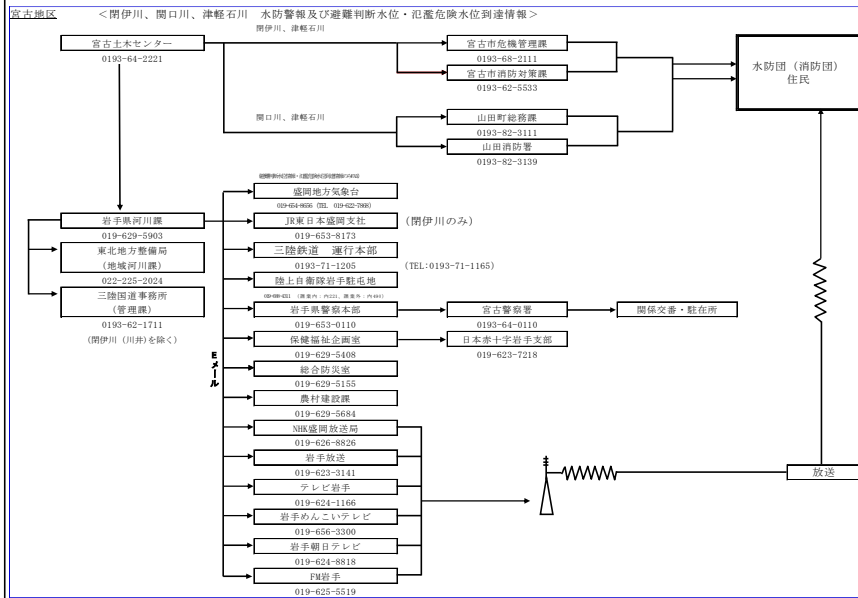 宮古地区
＜閉伊川、関口川、津軽石川　水防警報及び避難判断水位・氾濫危険水位到達情報＞
閉伊川、津軽石川
宮古土木センター
0193-64-2221
宮古市危機管理課
0193-68-2111
宮古市消防対策課
0193-62-5533
水防団（消防団）
住民
関口川、津軽石川
山田町総務課
0193-82-3111
山田消防署
0193-82-3139
盛岡地方気象台
019-654-8656（TEL 019-622-7868）
岩手県河川課
019-629-5903
JR東日本盛岡支社
（閉伊川のみ）
019-653-8173
東北地方整備局
（地域河川課）
022-225-2024
三陸鉄道　運行本部
0193-71-1205
（TEL:0193-71-1165）
陸上自衛隊岩手駐屯地
三陸国道事務所
（管理課）
0193-62-1711
（閉伊川（川井)を除く）
岩手県警察本部
019-653-0110
宮古警察署
0193-64-0110
関係交番・駐在所
保健福祉企画室
019-629-5408
日本赤十字岩手支部
019-623-7218
Eメール
総合防災室
019-629-5155
農村建設課
019-629-5684
NHK盛岡放送局
019-626-8826
岩手放送
019-623-3141
放送
テレビ岩手
019-624-1166
岩手めんこいテレビ
019-656-3300
岩手朝日テレビ
019-624-8818
FM岩手
019-625-5519